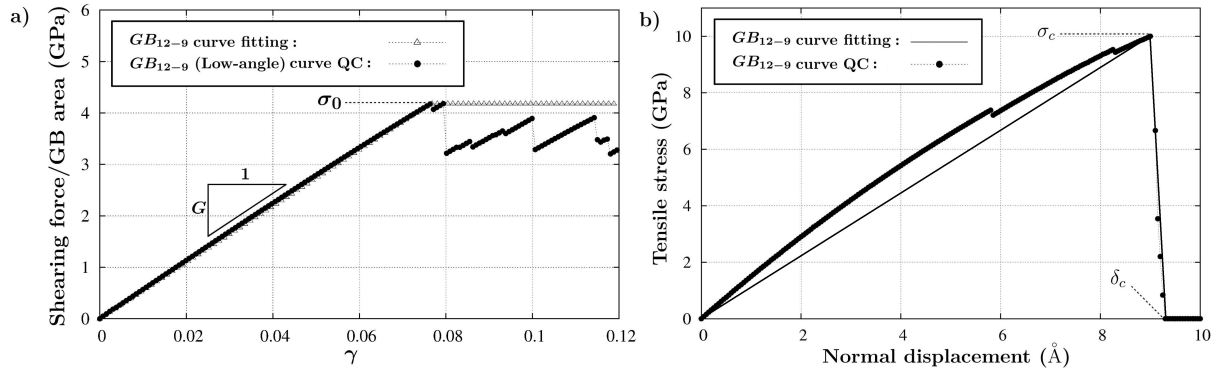 a)
Shearing force/GB area (GPa)
6
5
4
3
2
1
0
GB12−9 curve fitting :
GB12−9 (Low-angle) curve QC :
σ0
1
G
0
0.02
0.04
0.06
0.08
0.1
0.12
γ
b)
Tensile stress (GPa)
10
8
6
4
2
0
GB12−9 curve fitting :
GB12−9 curve QC :
σc
δc
0
2
4
6
8
10
Normal displacement (Å)